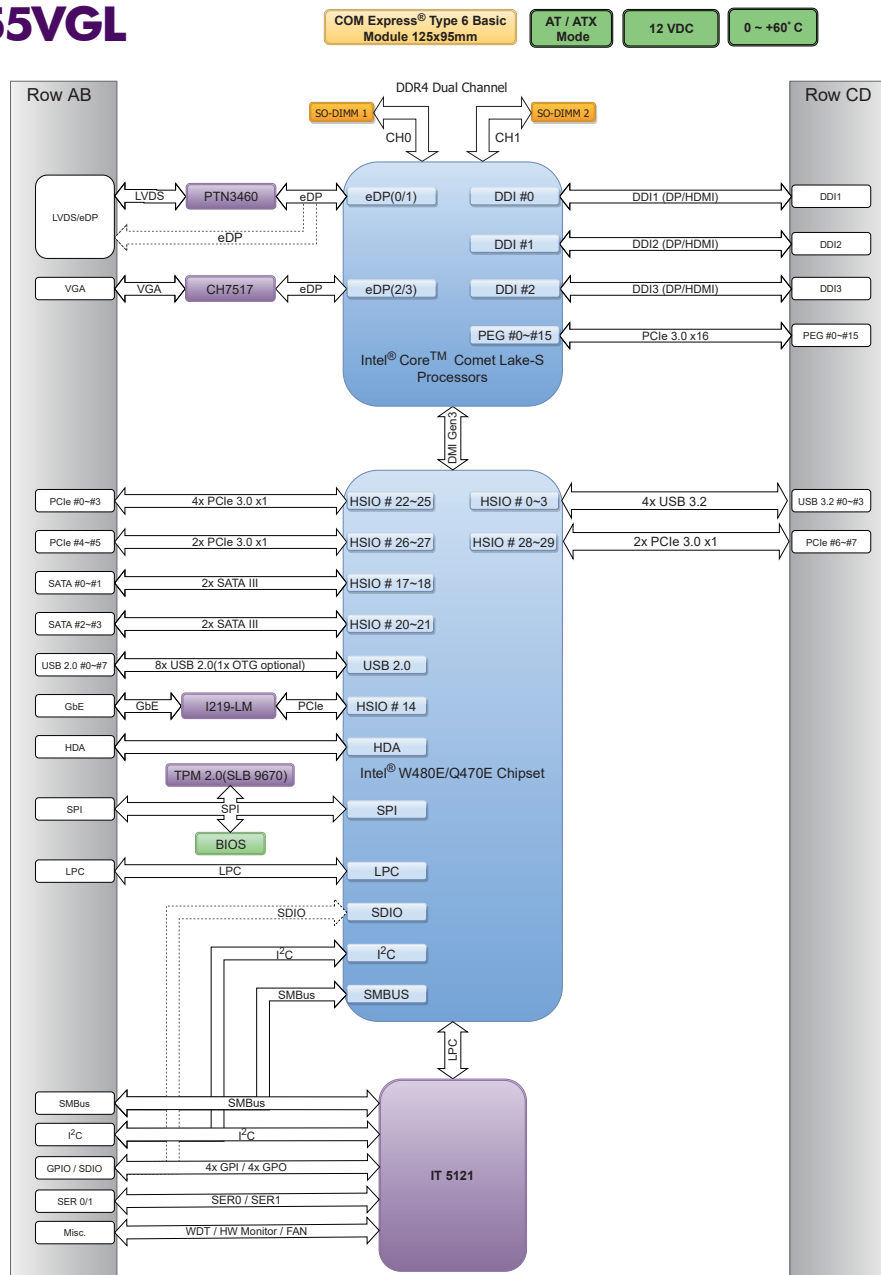 55VGL
COM Express® Type 6 Basic
Module 125x95mm
AT / ATX
Mode
12 VDC
0 ~ +60° C
Row AB
DDR4 Dual Channel
Row CD
SO-DIMM 1
SO-DIMM 2
CH0
CH1
LVDS/eDP
LVDS
PTN3460
eDP
eDP(0/1)
DDI #0
DDI1 (DP/HDMI)
DDI1
eDP
DDI #1
DDI2 (DP/HDMI)
DDI2
VGA
VGA
CH7517
eDP
eDP(2/3)
DDI #2
DDI3 (DP/HDMI)
DDI3
PEG #0~#15
PCIe 3.0 x16
PEG #0~#15
Intel® Core™ Comet Lake-S
Processors
DMI Gen3
PCIe #0~#3
4x PCIe 3.0 x1
HSIO # 22~25
HSIO # 0~3
4x USB 3.2
USB 3.2 #0~#3
PCIe #4~#5
2x PCIe 3.0 x1
HSIO # 26~27
HSIO # 28~29
2x PCIe 3.0 x1
PCIe #6~#7
SATA #0~#1
2x SATA III
HSIO # 17~18
SATA #2~#3
2x SATA III
HSIO # 20~21
USB 2.0 #0~#7
8x USB 2.0(1x OTG optional)
USB 2.0
GbE
GbE
I219-LM
PCIe
HSIO # 14
HDA
HDA
TPM 2.0(SLB 9670)
Intel® W480E/Q470E Chipset
SPI
SPI
SPI
BIOS
LPC
LPC
LPC
SDIO
SDIO
I²C
I²C
SMBus
SMBUS
LPC
SMBus
SMBus
I²C
I²C
GPIO / SDIO
4x GPI / 4x GPO
IT 5121
SER 0/1
SER0 / SER1
Misc.
WDT / HW Monitor / FAN